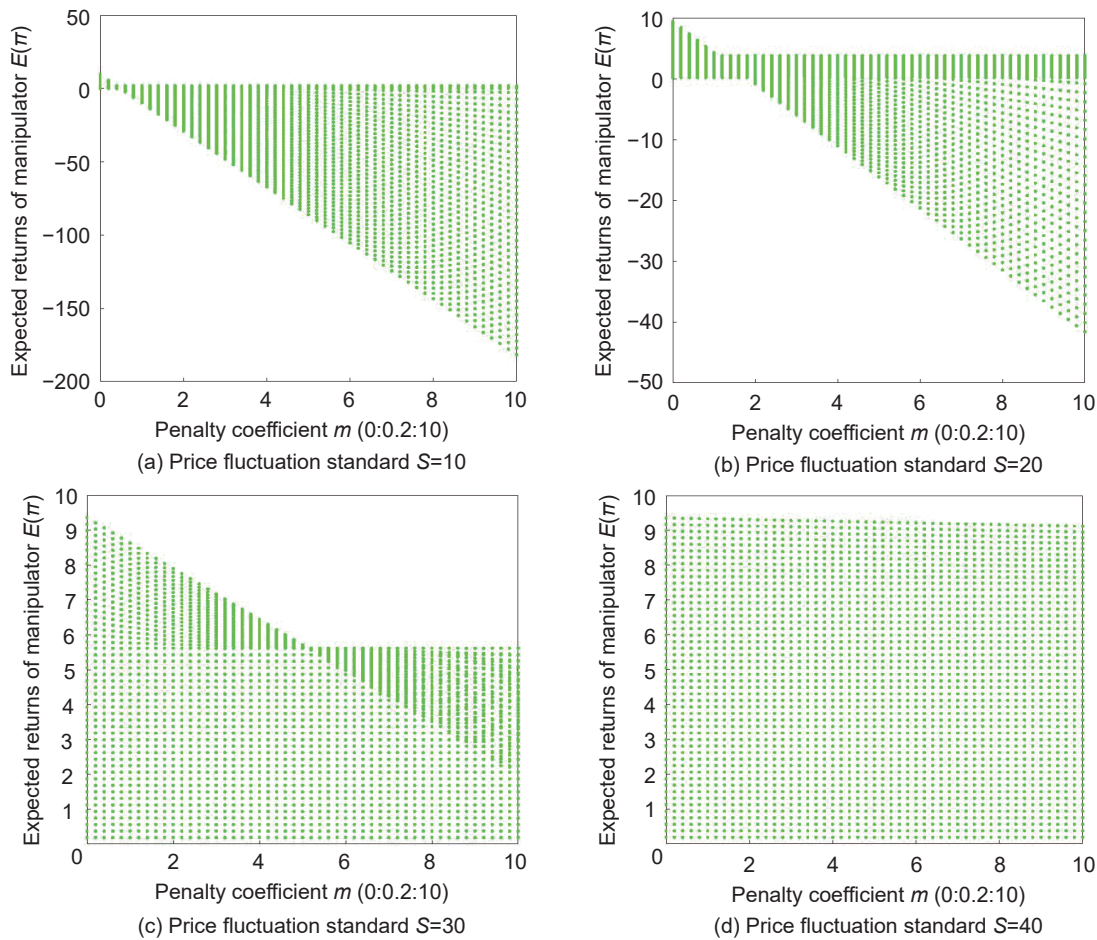 Expected returns of manipulator E(π)
50
0
−50
−100
−150
−200
0 2 4 6 8 10
Penalty coefficient m (0:0.2:10)
(a) Price fluctuation standard S=10
Expected returns of manipulator E(π)
10
0
−10
−20
−30
−40
−50
0 2 4 6 8 10
Penalty coefficient m (0:0.2:10)
(b) Price fluctuation standard S=20
Expected returns of manipulator E(π)
10
9
8
7
6
5
4
3
2
1
0
2 4 6 8 10
Penalty coefficient m (0:0.2:10)
(c) Price fluctuation standard S=30
Expected returns of manipulator E(π)
10
9
8
7
6
5
4
3
2
1
0
2 4 6 8 10
Penalty coefficient m (0:0.2:10)
(d) Price fluctuation standard S=40